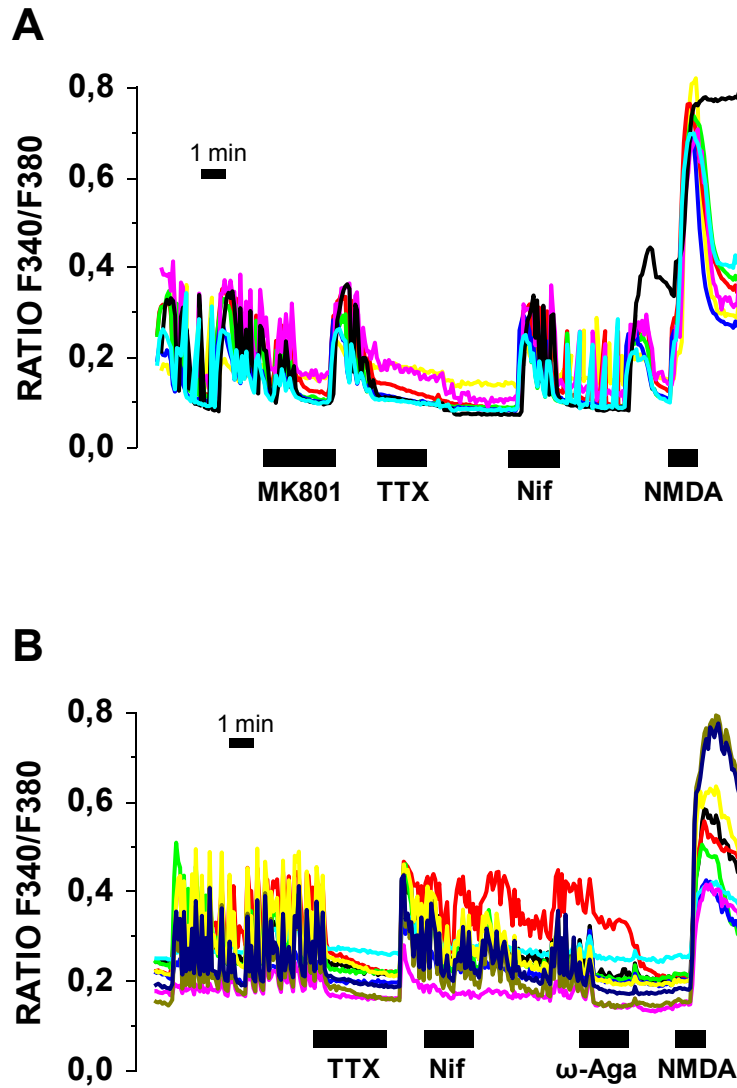 A
0,8
1 min
0,6
0,4
0,2
0,0
RATIO F340/F380
MK801 TTX Nif NMDA
B
0,8
1 min
0,6
0,4
0,2
0,0
RATIO F340/F380
TTX Nif ω-Aga NMDA